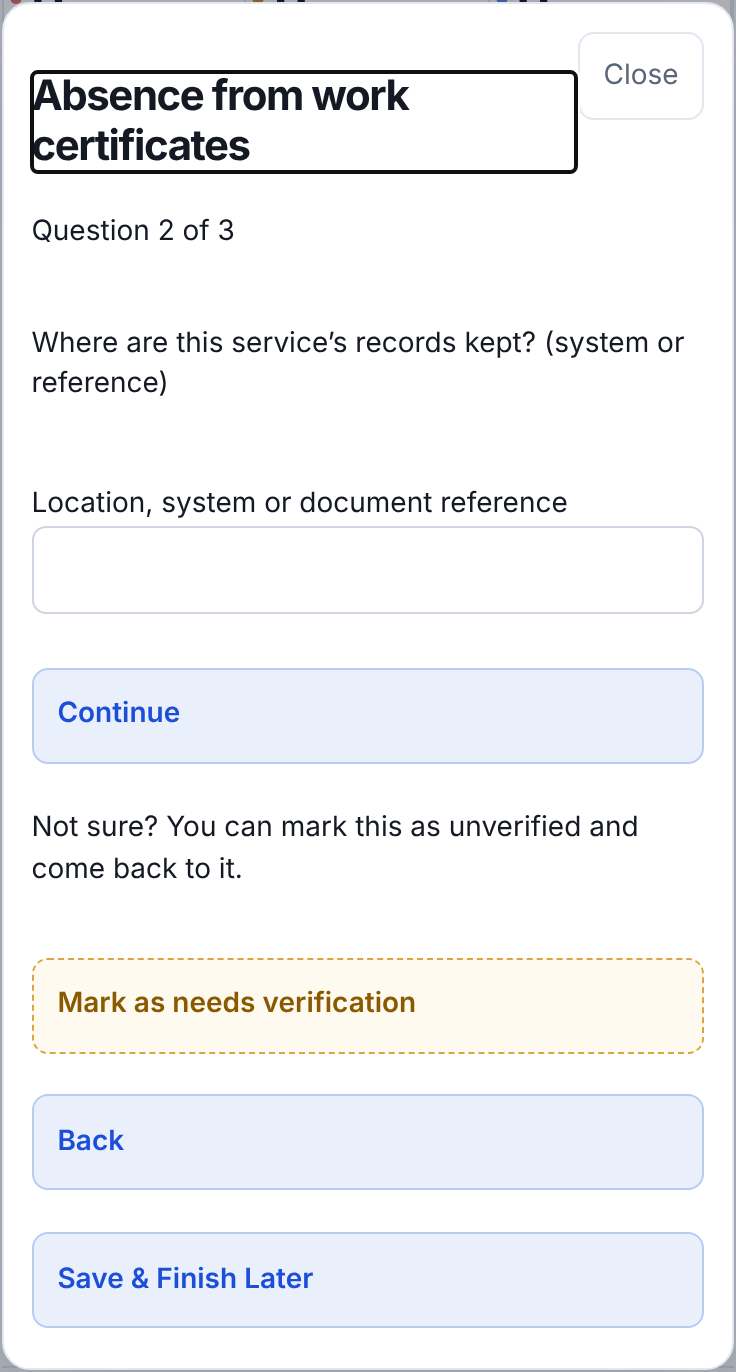 Close
Absence from work
certificates
Question 2 of 3
Where are this service’s records kept? (system or
reference)
Location, system or document reference
Continue
Not sure? You can mark this as unverified and
come back to it.
Mark as needs verification
Back
Save & Finish Later